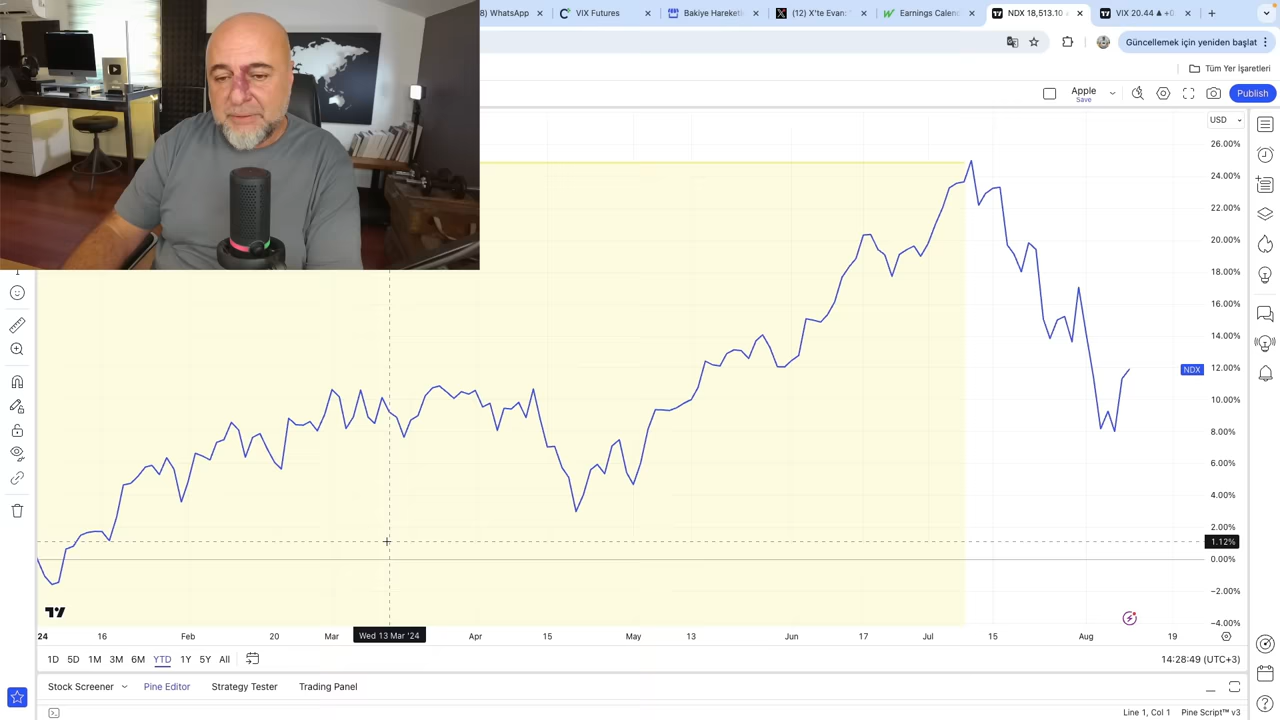 8) WhatsApp
VIX Futures
Bakiye Hareketl
(12) X'te Evanc
Earnings Calenc
NDX 18,513.10
VIX 20.44 ▲ +0
Güncellemek için yeniden başlat
Tüm Yer İşaretleri
Apple
Save
Publish
USD
26.00%
24.00%
22.00%
20.00%
18.00%
16.00%
14.00%
NDX
12.00%
10.00%
8.00%
6.00%
4.00%
2.00%
1.12%
0.00%
−2.00%
−4.00%
24
16
Feb
20
Mar
Wed 13 Mar '24
Apr
15
May
13
Jun
17
Jul
15
Aug
19
1D 5D 1M 3M 6M YTD 1Y 5Y All
14:28:49 (UTC+3)
Stock Screener
Pine Editor
Strategy Tester
Trading Panel
Line 1, Col 1
Pine Script™ v3